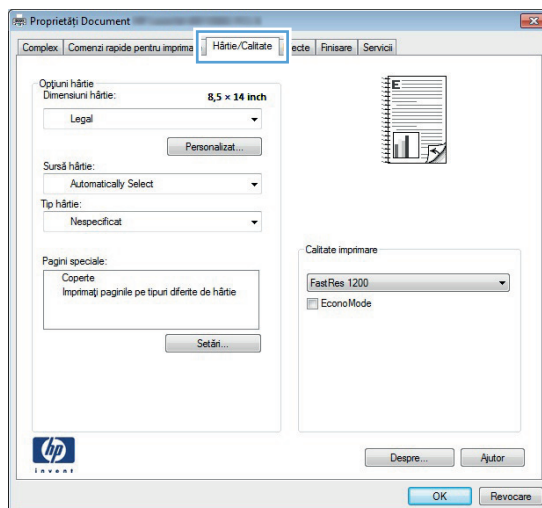 Proprietăţi Document
Complex
Comenzi rapide pentru imprima
Hârtie/Calitate
ecte
Finisare
Servicii
Opţiuni hârtie
Dimensiuni hârtie:
8,5 × 14 inch
Legal
Personalizat...
Sursă hârtie:
Automatically Select
Tip hârtie:
Nespecificat
Pagini speciale:
Coperte
Imprimaţi paginile pe tipuri diferite de hârtie
Setări...
E
Calitate imprimare
FastRes 1200
EconoMode
hp
invent
Despre...
Ajutor
OK
Revocare